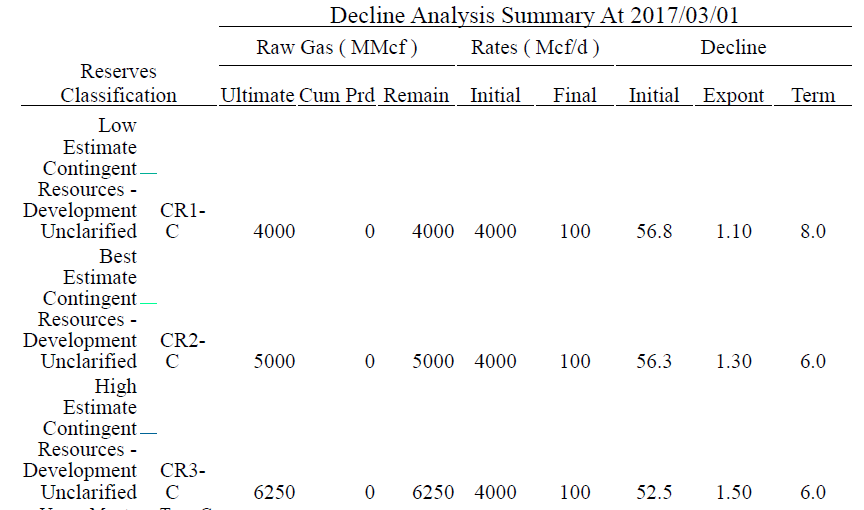 Decline Analysis Summary At 2017/03/01
Raw Gas ( MMcf ) Rates ( Mcf/d ) Decline
Reserves
Classification Ultimate Cum Prd Remain Initial Final Initial Expont Term
Low
Estimate
Contingent
Resources -
Development CR1-
Unclarified C 4000 0 4000 4000 100 56.8 1.10 8.0
Best
Estimate
Contingent
Resources -
Development CR2-
Unclarified C 5000 0 5000 4000 100 56.3 1.30 6.0
High
Estimate
Contingent
Resources -
Development CR3-
Unclarified C 6250 0 6250 4000 100 52.5 1.50 6.0